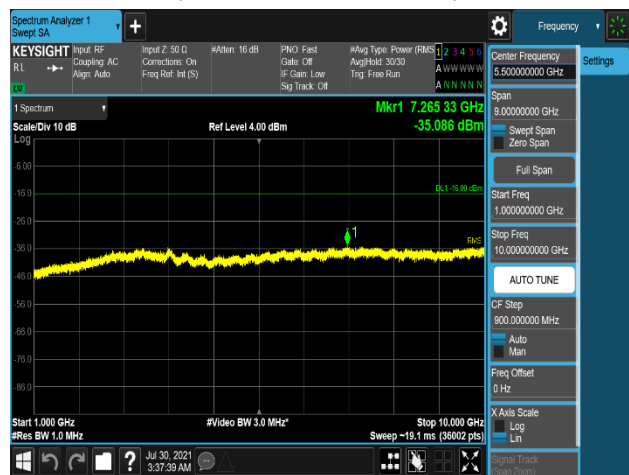 Spectrum Analyzer 1
Swept SA
+
Frequency
KEYSIGHT
RL
LXI
Input: RF
Coupling: AC
Align: Auto
Input Z: 50 Ω
Corrections: On
Freq Ref: Int (S)
#Atten: 16 dB
PNO: Fast
Gate: Off
IF Gain: Low
Sig Track: Off
#Avg Type: Power (RMS
Avg|Hold: 30/30
Trig: Free Run
1 2 3 4 5 6
A W W W W W
A N N N N N
1 Spectrum
Scale/Div 10 dB
Log
Ref Level 4.00 dBm
Mkr1 7.265 33 GHz
-35.086 dBm
-6.00
-16.0
-26.0
-36.0
-46.0
-56.0
-66.0
-76.0
-86.0
DL1 -16.00 dBm
1
RMS
Start 1.000 GHz
#Res BW 1.0 MHz
#Video BW 3.0 MHz*
Stop 10.000 GHz
Sweep ~19.1 ms (36002 pts)
Center Frequency
5.500000000 GHz
Settings
Span
9.00000000 GHz
Swept Span
Zero Span
Full Span
Start Freq
1.000000000 GHz
Stop Freq
10.000000000 GHz
AUTO TUNE
CF Step
900.000000 MHz
Auto
Man
Freq Offset
0 Hz
X Axis Scale
Log
Lin
Signal Track
(Span Zoom)
?
Jul 30, 2021
3:37:39 AM